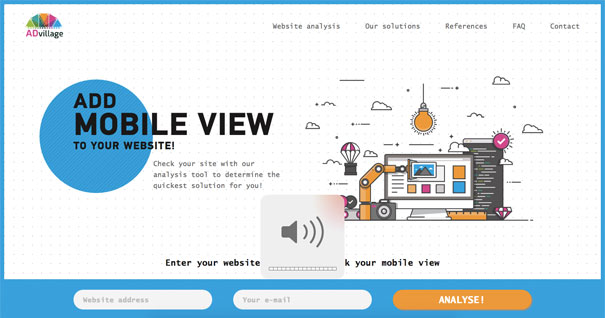 ADvillage
Website analysis Our solutions References FAQ Contact
ADD
MOBILE VIEW
TO YOUR WEBSITE!
Check your site with our
analysis tool to determine the
quickest solution for you!
Enter your website k your mobile view
Website address Your e-mail ANALYSE!